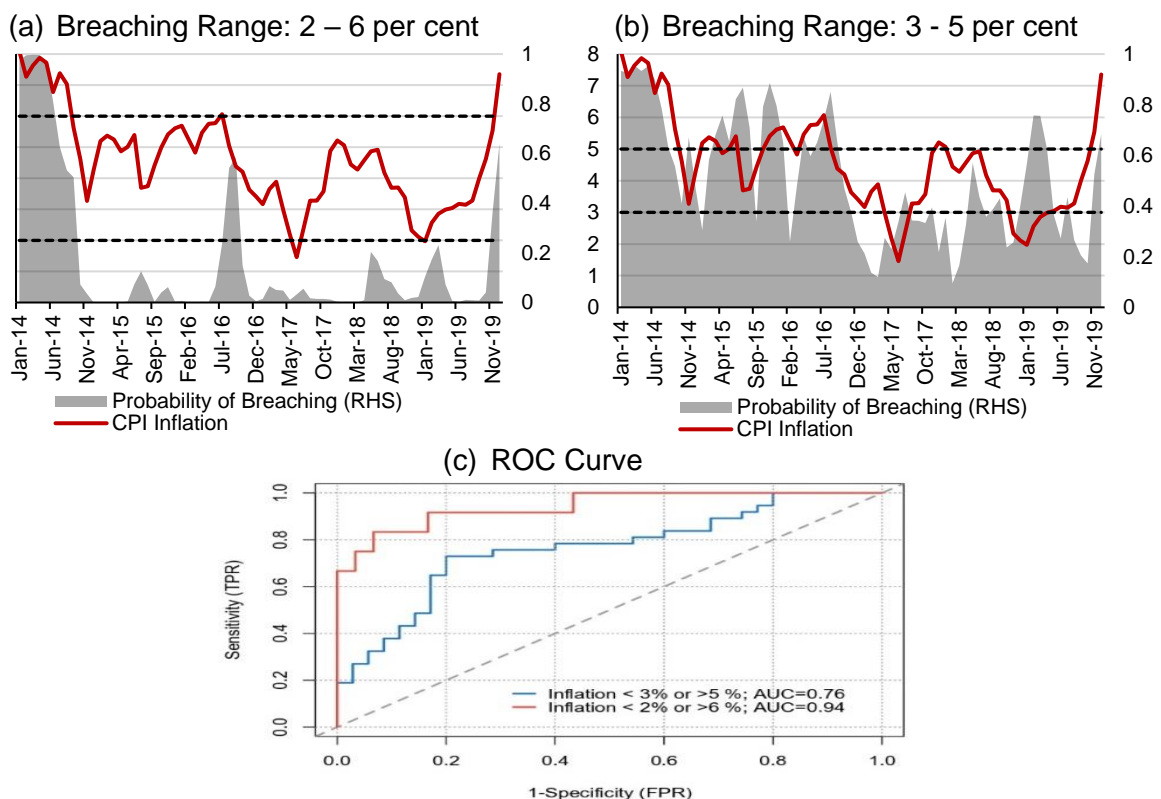 (a) Breaching Range: 2 – 6 per cent
1
0.8
0.6
0.4
0.2
0
Jan-14
Jun-14
Nov-14
Apr-15
Sep-15
Feb-16
Jul-16
Dec-16
May-17
Oct-17
Mar-18
Aug-18
Jan-19
Jun-19
Nov-19
Probability of Breaching (RHS)
CPI Inflation
(b) Breaching Range: 3 - 5 per cent
8
7
6
5
4
3
2
1
0
1
0.8
0.6
0.4
0.2
0
Jan-14
Jun-14
Nov-14
Apr-15
Sep-15
Feb-16
Jul-16
Dec-16
May-17
Oct-17
Mar-18
Aug-18
Jan-19
Jun-19
Nov-19
Probability of Breaching (RHS)
CPI Inflation
(c) ROC Curve
Sensitivity (TPR)
1.0
0.8
0.6
0.4
0.2
0.0
Inflation < 3% or >5 %; AUC=0.76
Inflation < 2% or >6 %; AUC=0.94
0.0 0.2 0.4 0.6 0.8 1.0
1-Specificity (FPR)